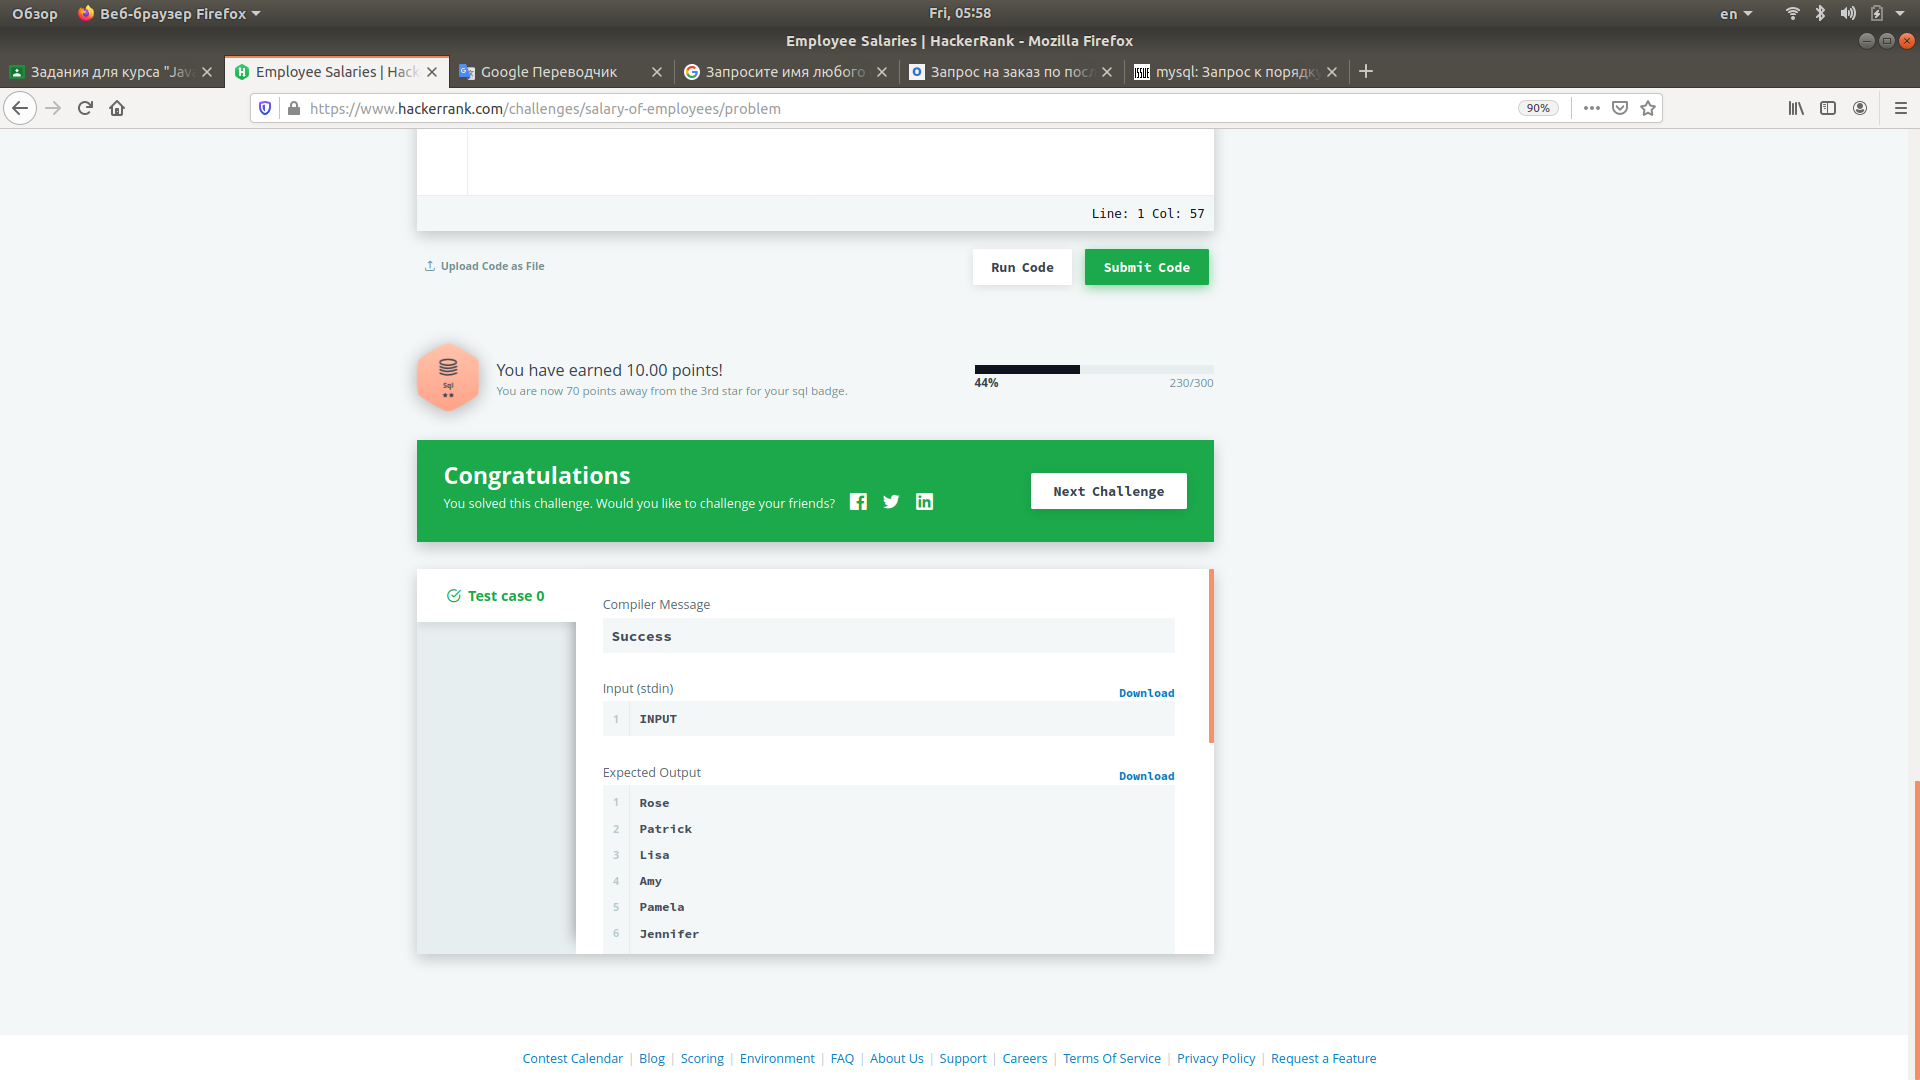 Обзор
Веб-браузер Firefox
Fri, 05:58
en
Employee Salaries | HackerRank - Mozilla Firefox
Задания для курса "Java
Employee Salaries | Hack
Google Переводчик
Запросите имя любого
Запрос на заказ по посл
mysql: Запрос к порядку
https://www.hackerrank.com/challenges/salary-of-employees/problem
90%
Line: 1 Col: 57
Upload Code as File
Run Code
Submit Code
Sql
You have earned 10.00 points!
You are now 70 points away from the 3rd star for your sql badge.
44%
230/300
Congratulations
You solved this challenge. Would you like to challenge your friends?
Next Challenge
Test case 0
Compiler Message
Success
Input (stdin)
Download
1 INPUT
Expected Output
Download
1 Rose
2 Patrick
3 Lisa
4 Amy
5 Pamela
6 Jennifer
Contest Calendar | Blog | Scoring | Environment | FAQ | About Us | Support | Careers | Terms Of Service | Privacy Policy | Request a Feature